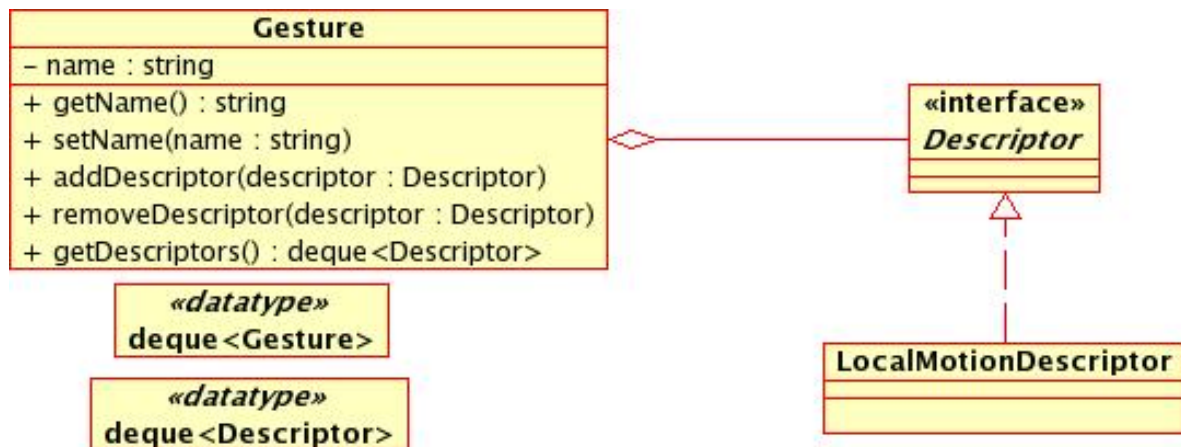 Gesture
– name : string
+ getName() : string
+ setName(name : string)
+ addDescriptor(descriptor : Descriptor)
+ removeDescriptor(descriptor : Descriptor)
+ getDescriptors() : deque<Descriptor>
«datatype»
deque<Gesture>
«datatype»
deque<Descriptor>
«interface»
Descriptor
LocalMotionDescriptor